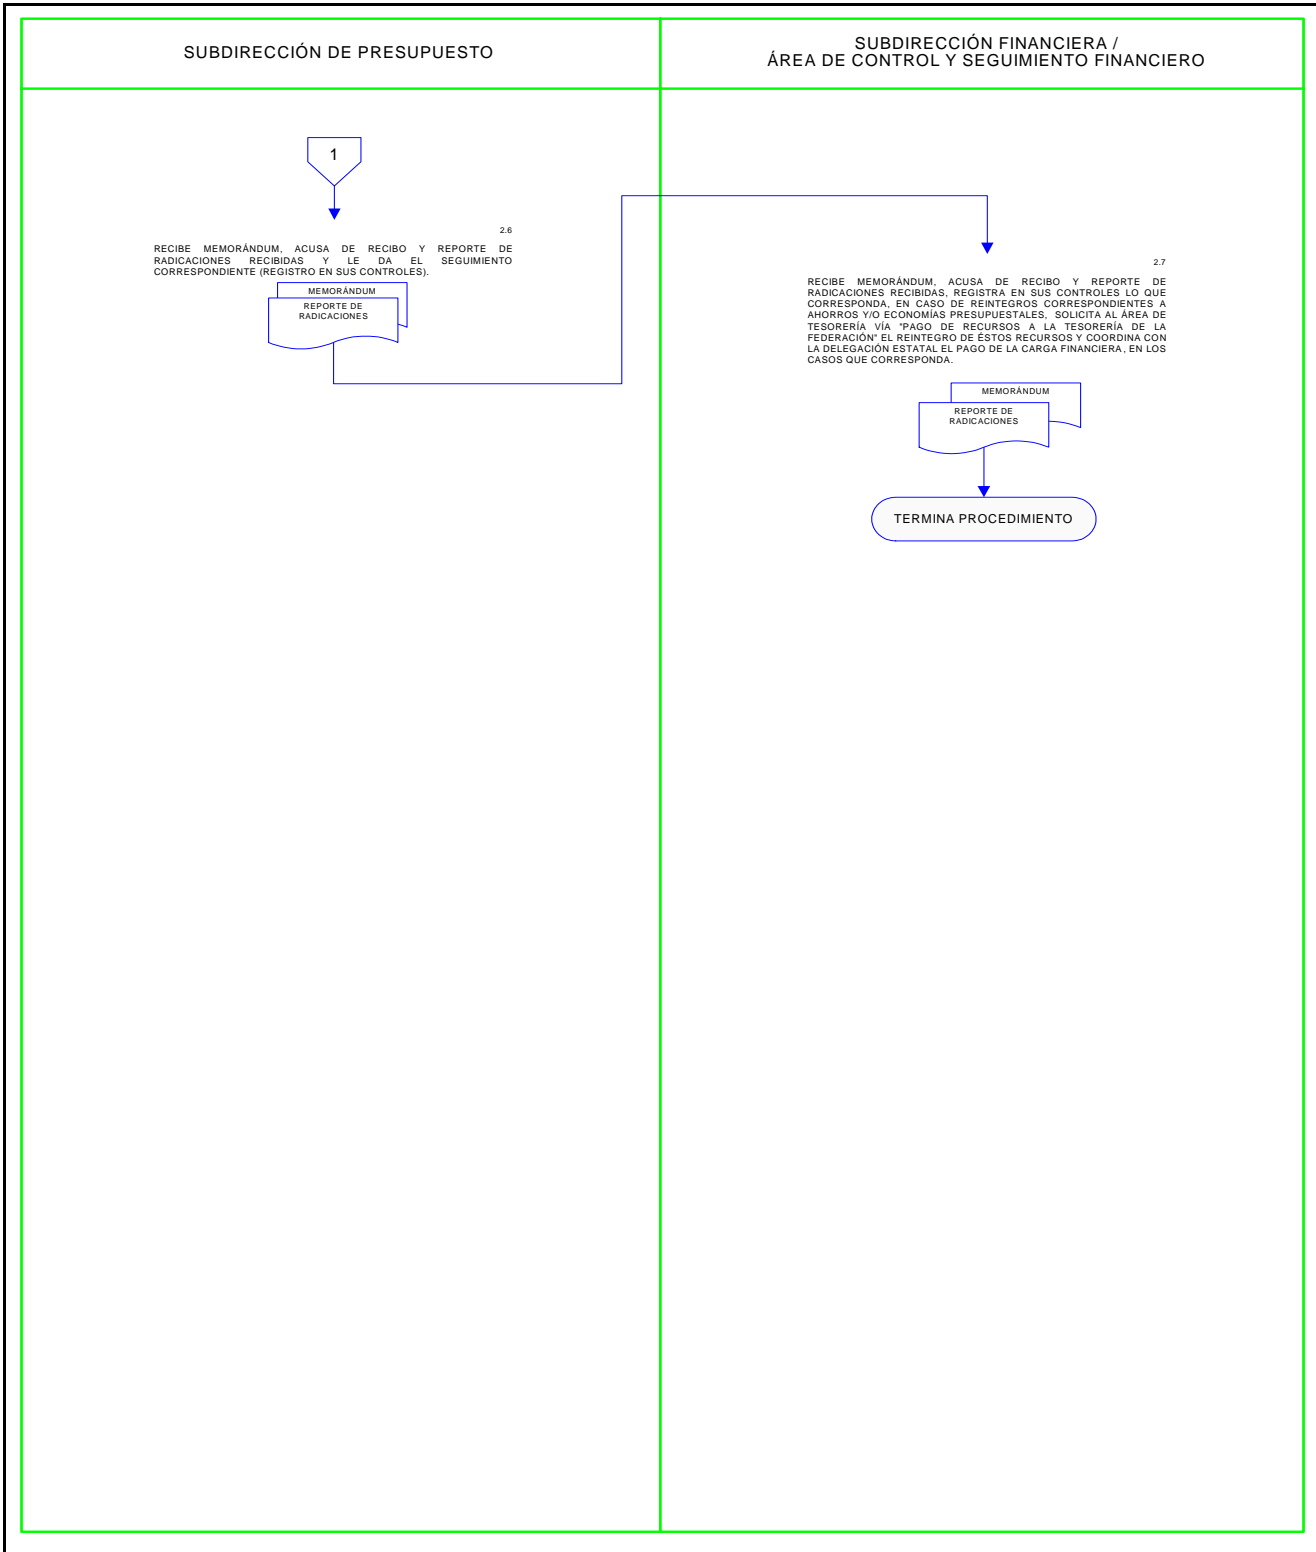 SUBDIRECCIÓN DE PRESUPUESTO
SUBDIRECCIÓN FINANCIERA /
ÁREA DE CONTROL Y SEGUIMIENTO FINANCIERO
1
2.6
RECIBE MEMORÁNDUM, ACUSA DE RECIBO Y REPORTE DE
RADICACIONES RECIBIDAS Y LE DA EL SEGUIMIENTO
CORRESPONDIENTE (REGISTRO EN SUS CONTROLES).
MEMORÁNDUM
REPORTE DE
RADICACIONES
2.7
RECIBE MEMORÁNDUM, ACUSA DE RECIBO Y REPORTE DE
RADICACIONES RECIBIDAS, REGISTRA EN SUS CONTROLES LO QUE
CORRESPONDA, EN CASO DE REINTEGROS CORRESPONDIENTES A
AHORROS Y/O ECONOMÍAS PRESUPUESTALES, SOLICITA AL ÁREA DE
TESORERÍA VÍA "PAGO DE RECURSOS A LA TESORERÍA DE LA
FEDERACIÓN" EL REINTEGRO DE ÉSTOS RECURSOS Y COORDINA CON
LA DELEGACIÓN ESTATAL EL PAGO DE LA CARGA FINANCIERA, EN LOS
CASOS QUE CORRESPONDA.
MEMORÁNDUM
REPORTE DE
RADICACIONES
TERMINA PROCEDIMIENTO